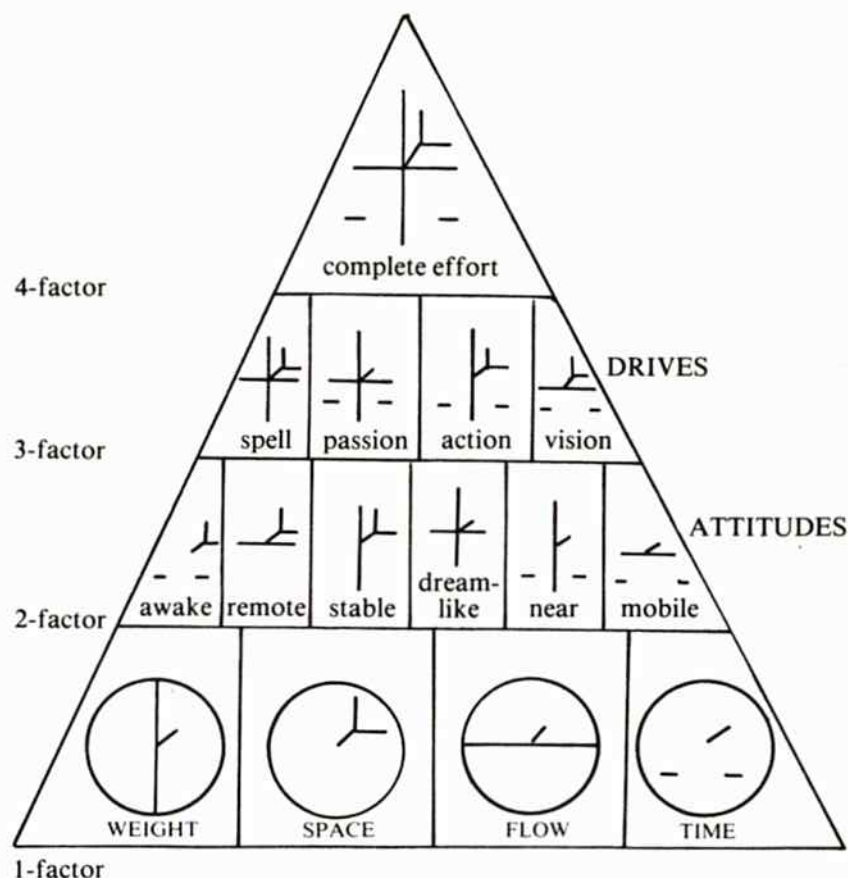 complete effort
4-factor
DRIVES
spell passion action vision
3-factor
ATTITUDES
dream-
awake remote stable like near mobile
2-factor
WEIGHT SPACE FLOW TIME
1-factor